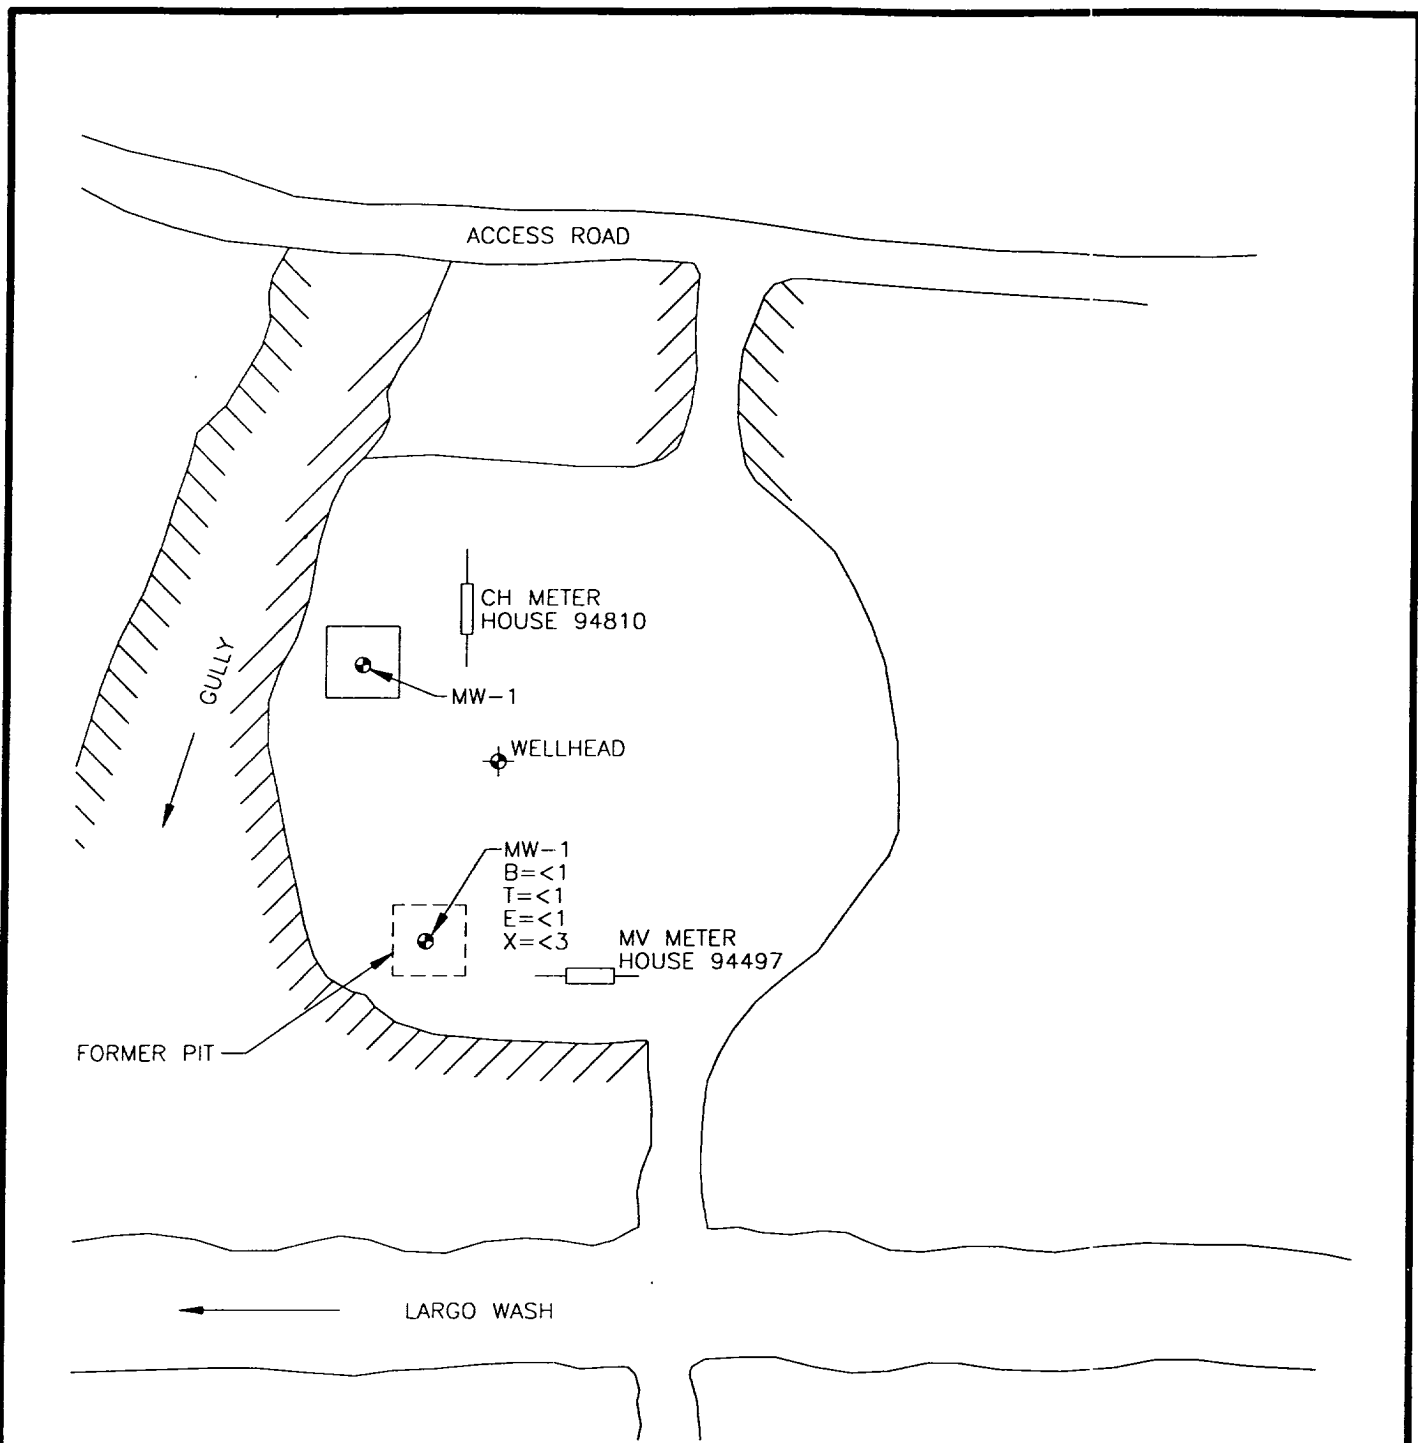 ACCESS ROAD
CH METER
HOUSE 94810
GULLY
MW-1
WELLHEAD
MW-1
B=<1
T=<1
E=<1
X=<3
MV METER
HOUSE 94497
FORMER PIT
LARGO WASH